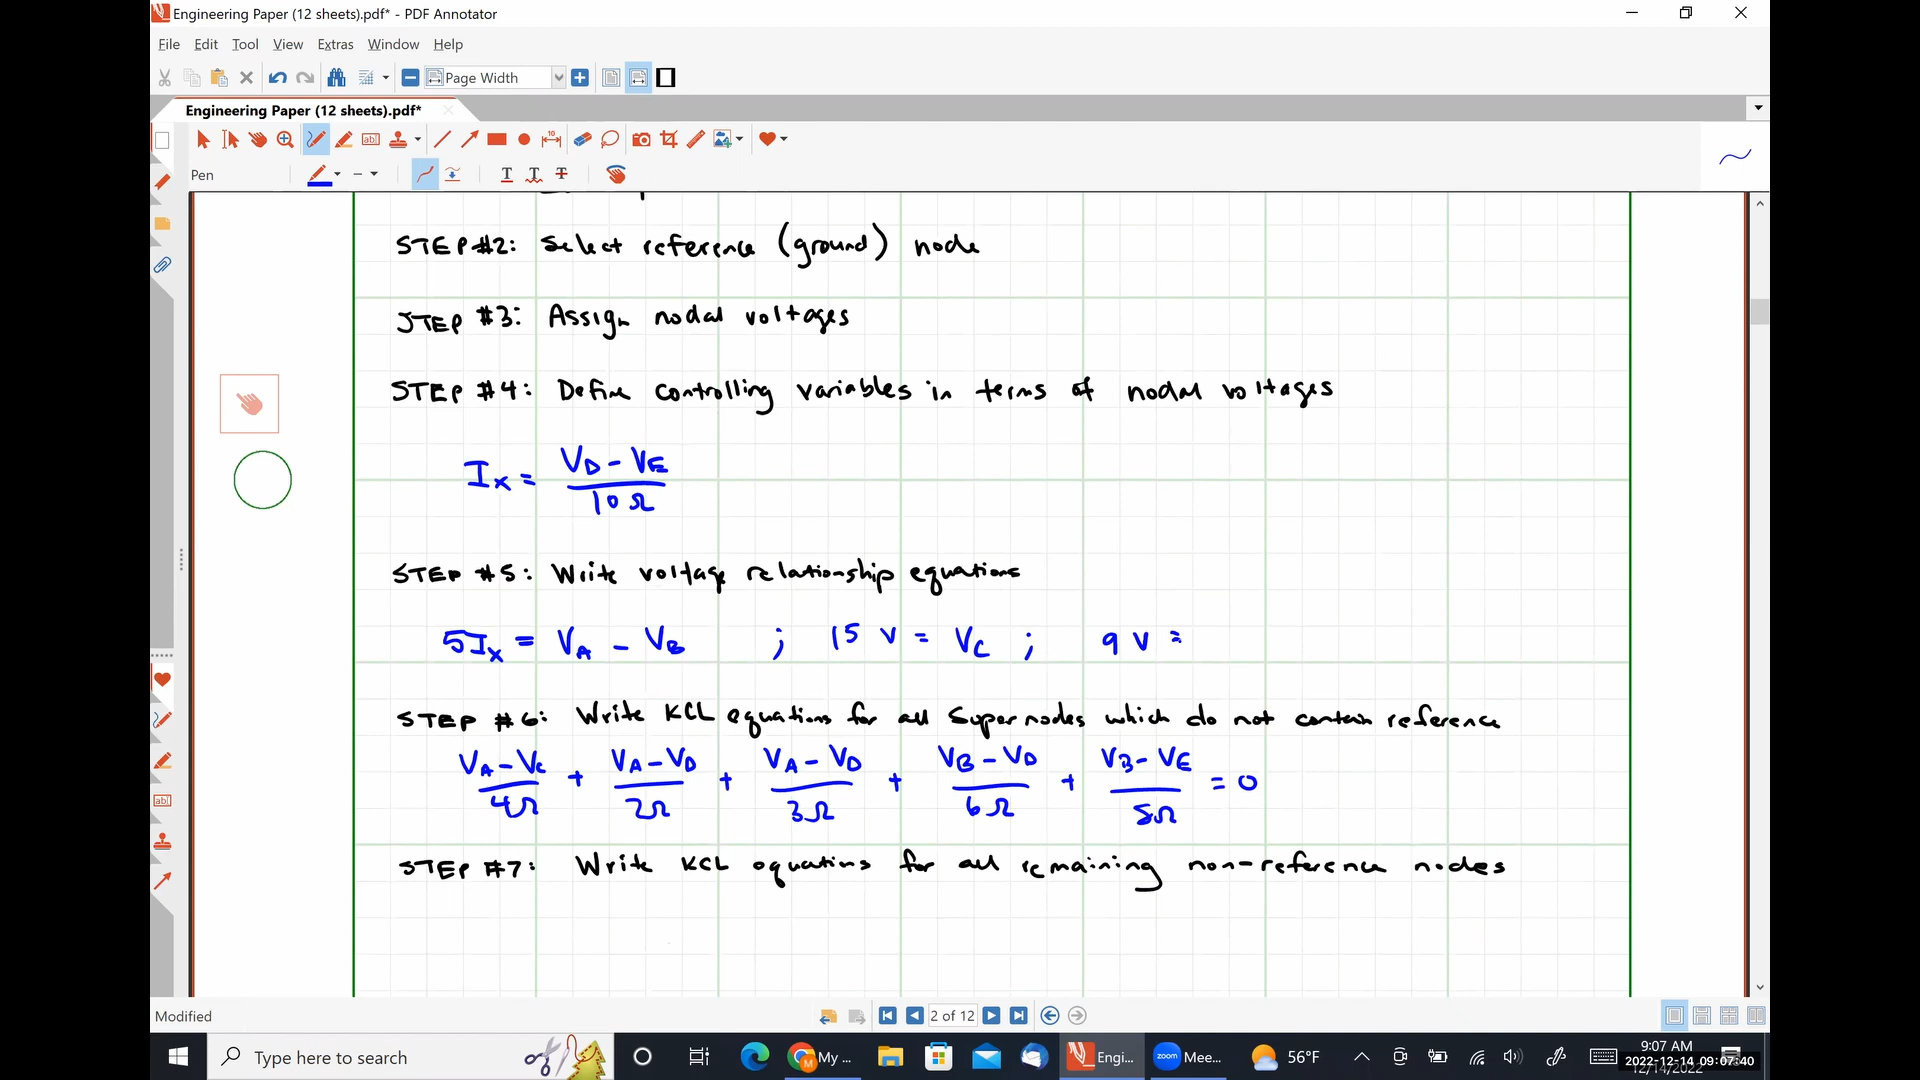 Engineering Paper (12 sheets).pdf* - PDF Annotator
File Edit Tool View Extras Window Help
Page Width
Engineering Paper (12 sheets).pdf*
Pen
STEP #2: Select reference (ground) node
STEP #3: Assign nodal voltages
STEP #4: Define controlling variables in terms of nodal voltages
Ix = (VD - VE) / 10 Ω
STEP #5: Write voltage relationship equations
5Ix = VA - VB ; 15 V = VC ; 9 V =
STEP #6: Write KCL equations for all supernodes which do not contain reference
(VA - VC) / 4Ω + (VA - VD) / 2Ω + (VA - VD) / 3Ω + (VB - VD) / 6Ω + (VB - VE) / 5Ω = 0
STEP #7: Write KCL equations for all remaining non-reference nodes
Modified
2 of 12
Type here to search
My ...
Engi...
zoom
Mee...
56°F
9:07 AM
2022-12-14 09:07:40
12/14/2022